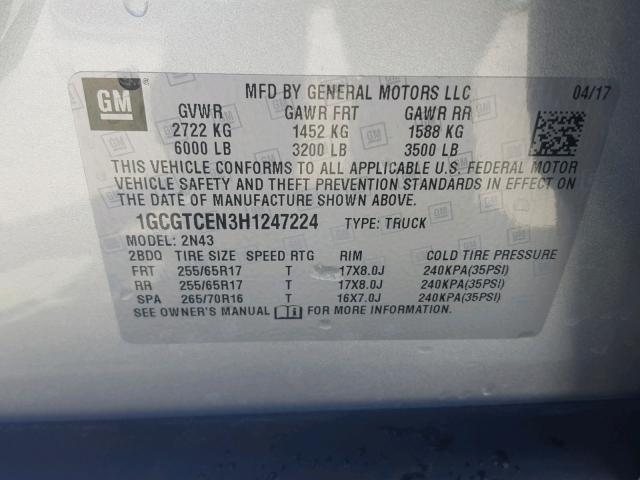 GM
MFD BY GENERAL MOTORS LLC 04/17
GVWR GAWR FRT GAWR RR
2722 KG 1452 KG 1588 KG
6000 LB 3200 LB 3500 LB
THIS VEHICLE CONFORMS TO ALL APPLICABLE U.S. FEDERAL MOTOR
VEHICLE SAFETY AND THEFT PREVENTION STANDARDS IN EFFECT ON
THE DATE OF MANUFACTURE SHOWN ABOVE.
1GCGTCEN3H1247224 TYPE: TRUCK
MODEL: 2N43
2BDQ TIRE SIZE SPEED RTG RIM COLD TIRE PRESSURE
FRT 255/65R17 T 17X8.0J 240KPA(35PSI)
RR 255/65R17 T 17X8.0J 240KPA(35PSI)
SPA 265/70R16 T 16X7.0J 240KPA(35PSI)
SEE OWNER'S MANUAL FOR MORE INFORMATION.